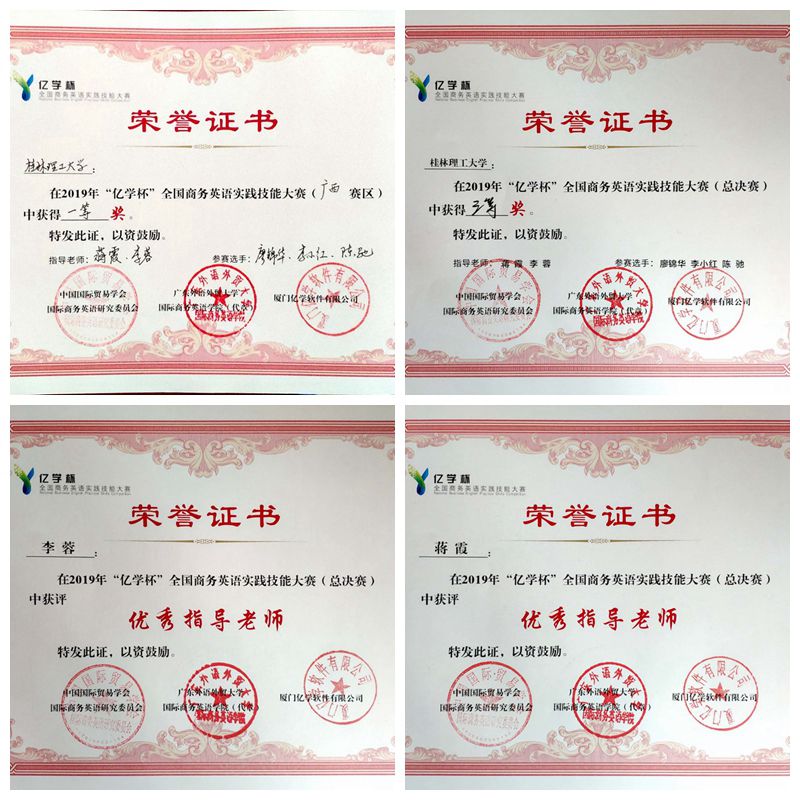 亿学杯
全国商务英语实践技能大赛
National Business English Practice Skills Competition
荣誉证书
桂林理工大学：
在2019年“亿学杯”全国商务英语实践技能大赛（广西 赛区）
中获得 一等 奖。
特发此证，以资鼓励。
指导老师：蒋霞、李蓉 参赛选手：廖锦华、李小红、陈驰
中国国际贸易学会 广东外语外贸大学 厦门亿学软件有限公司
国际商务英语研究委员会 国际商务英语学院（代章）
亿学杯
全国商务英语实践技能大赛
National Business English Practice Skills Competition
荣誉证书
桂林理工大学：
在2019年“亿学杯”全国商务英语实践技能大赛（总决赛）
中获得 三等 奖。
特发此证，以资鼓励。
指导老师：蒋 霞 李 蓉 参赛选手：廖锦华 李小红 陈 驰
中国国际贸易学会 广东外语外贸大学 厦门亿学软件有限公司
国际商务英语研究委员会 国际商务英语学院（代章）
亿学杯
全国商务英语实践技能大赛
National Business English Practice Skills Competition
荣誉证书
李 蓉：
在2019年“亿学杯”全国商务英语实践技能大赛（总决赛）
中获评
优秀指导老师
特发此证，以资鼓励。
中国国际贸易学会 广东外语外贸大学 厦门亿学软件有限公司
国际商务英语研究委员会 国际商务英语学院（代章）
亿学杯
全国商务英语实践技能大赛
National Business English Practice Skills Competition
荣誉证书
蒋 霞：
在2019年“亿学杯”全国商务英语实践技能大赛（总决赛）
中获评
优秀指导老师
特发此证，以资鼓励。
中国国际贸易学会 广东外语外贸大学 厦门亿学软件有限公司
国际商务英语研究委员会 国际商务英语学院（代章）